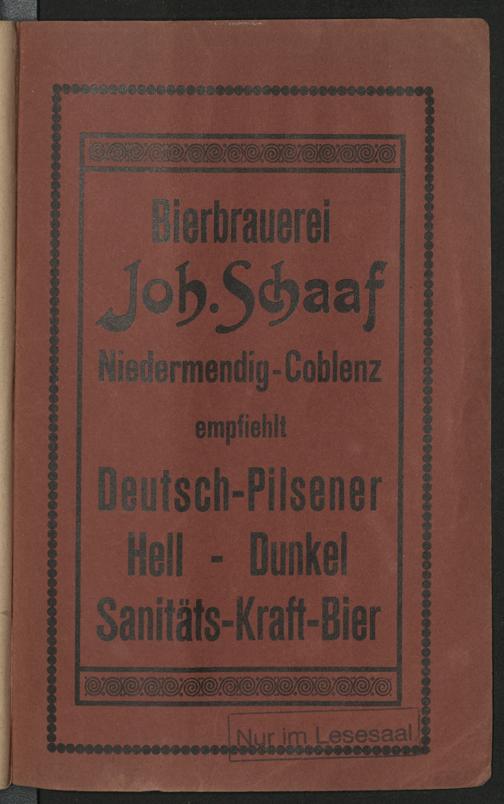 Bierbrauerei
Joh. Schaaf
Niedermendig-Coblenz
empfiehlt
Deutsch-Pilsener
Hell - Dunkel
Sanitäts-Kraft-Bier
Nur im Lesesaal